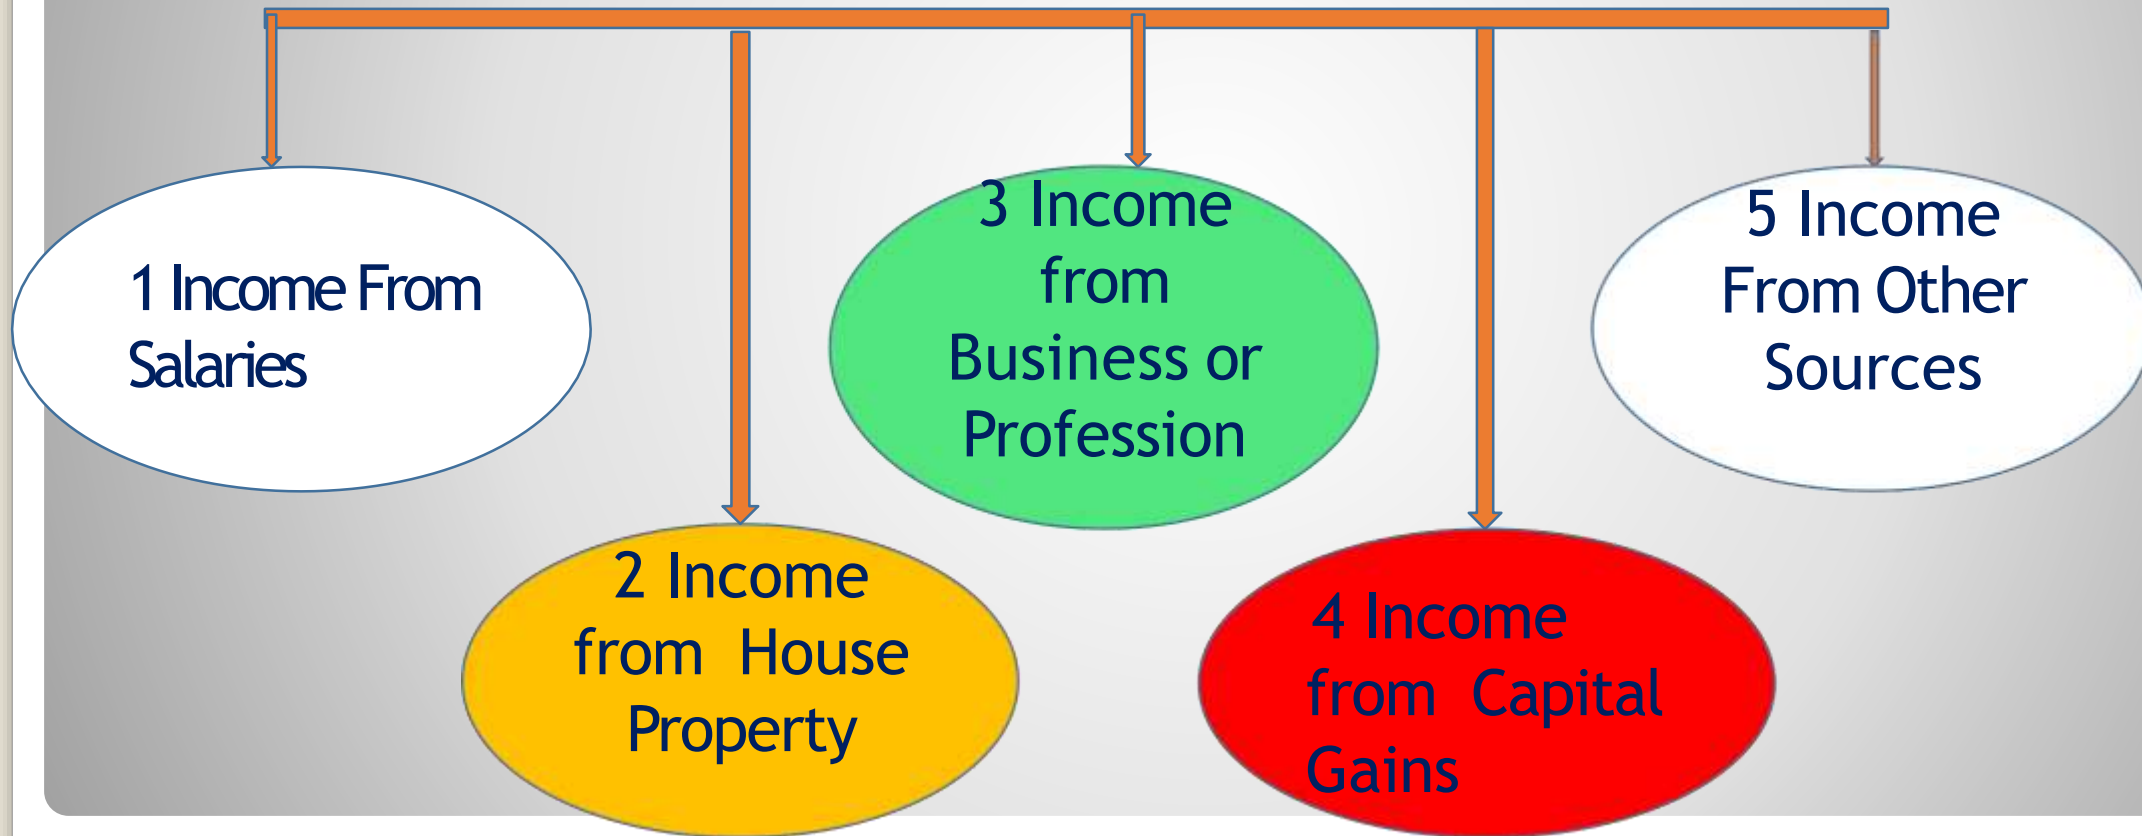 1 Income From
Salaries
2 Income
from House
Property
3 Income
from
Business or
Profession
4 Income
from Capital
Gains
5 Income
From Other
Sources